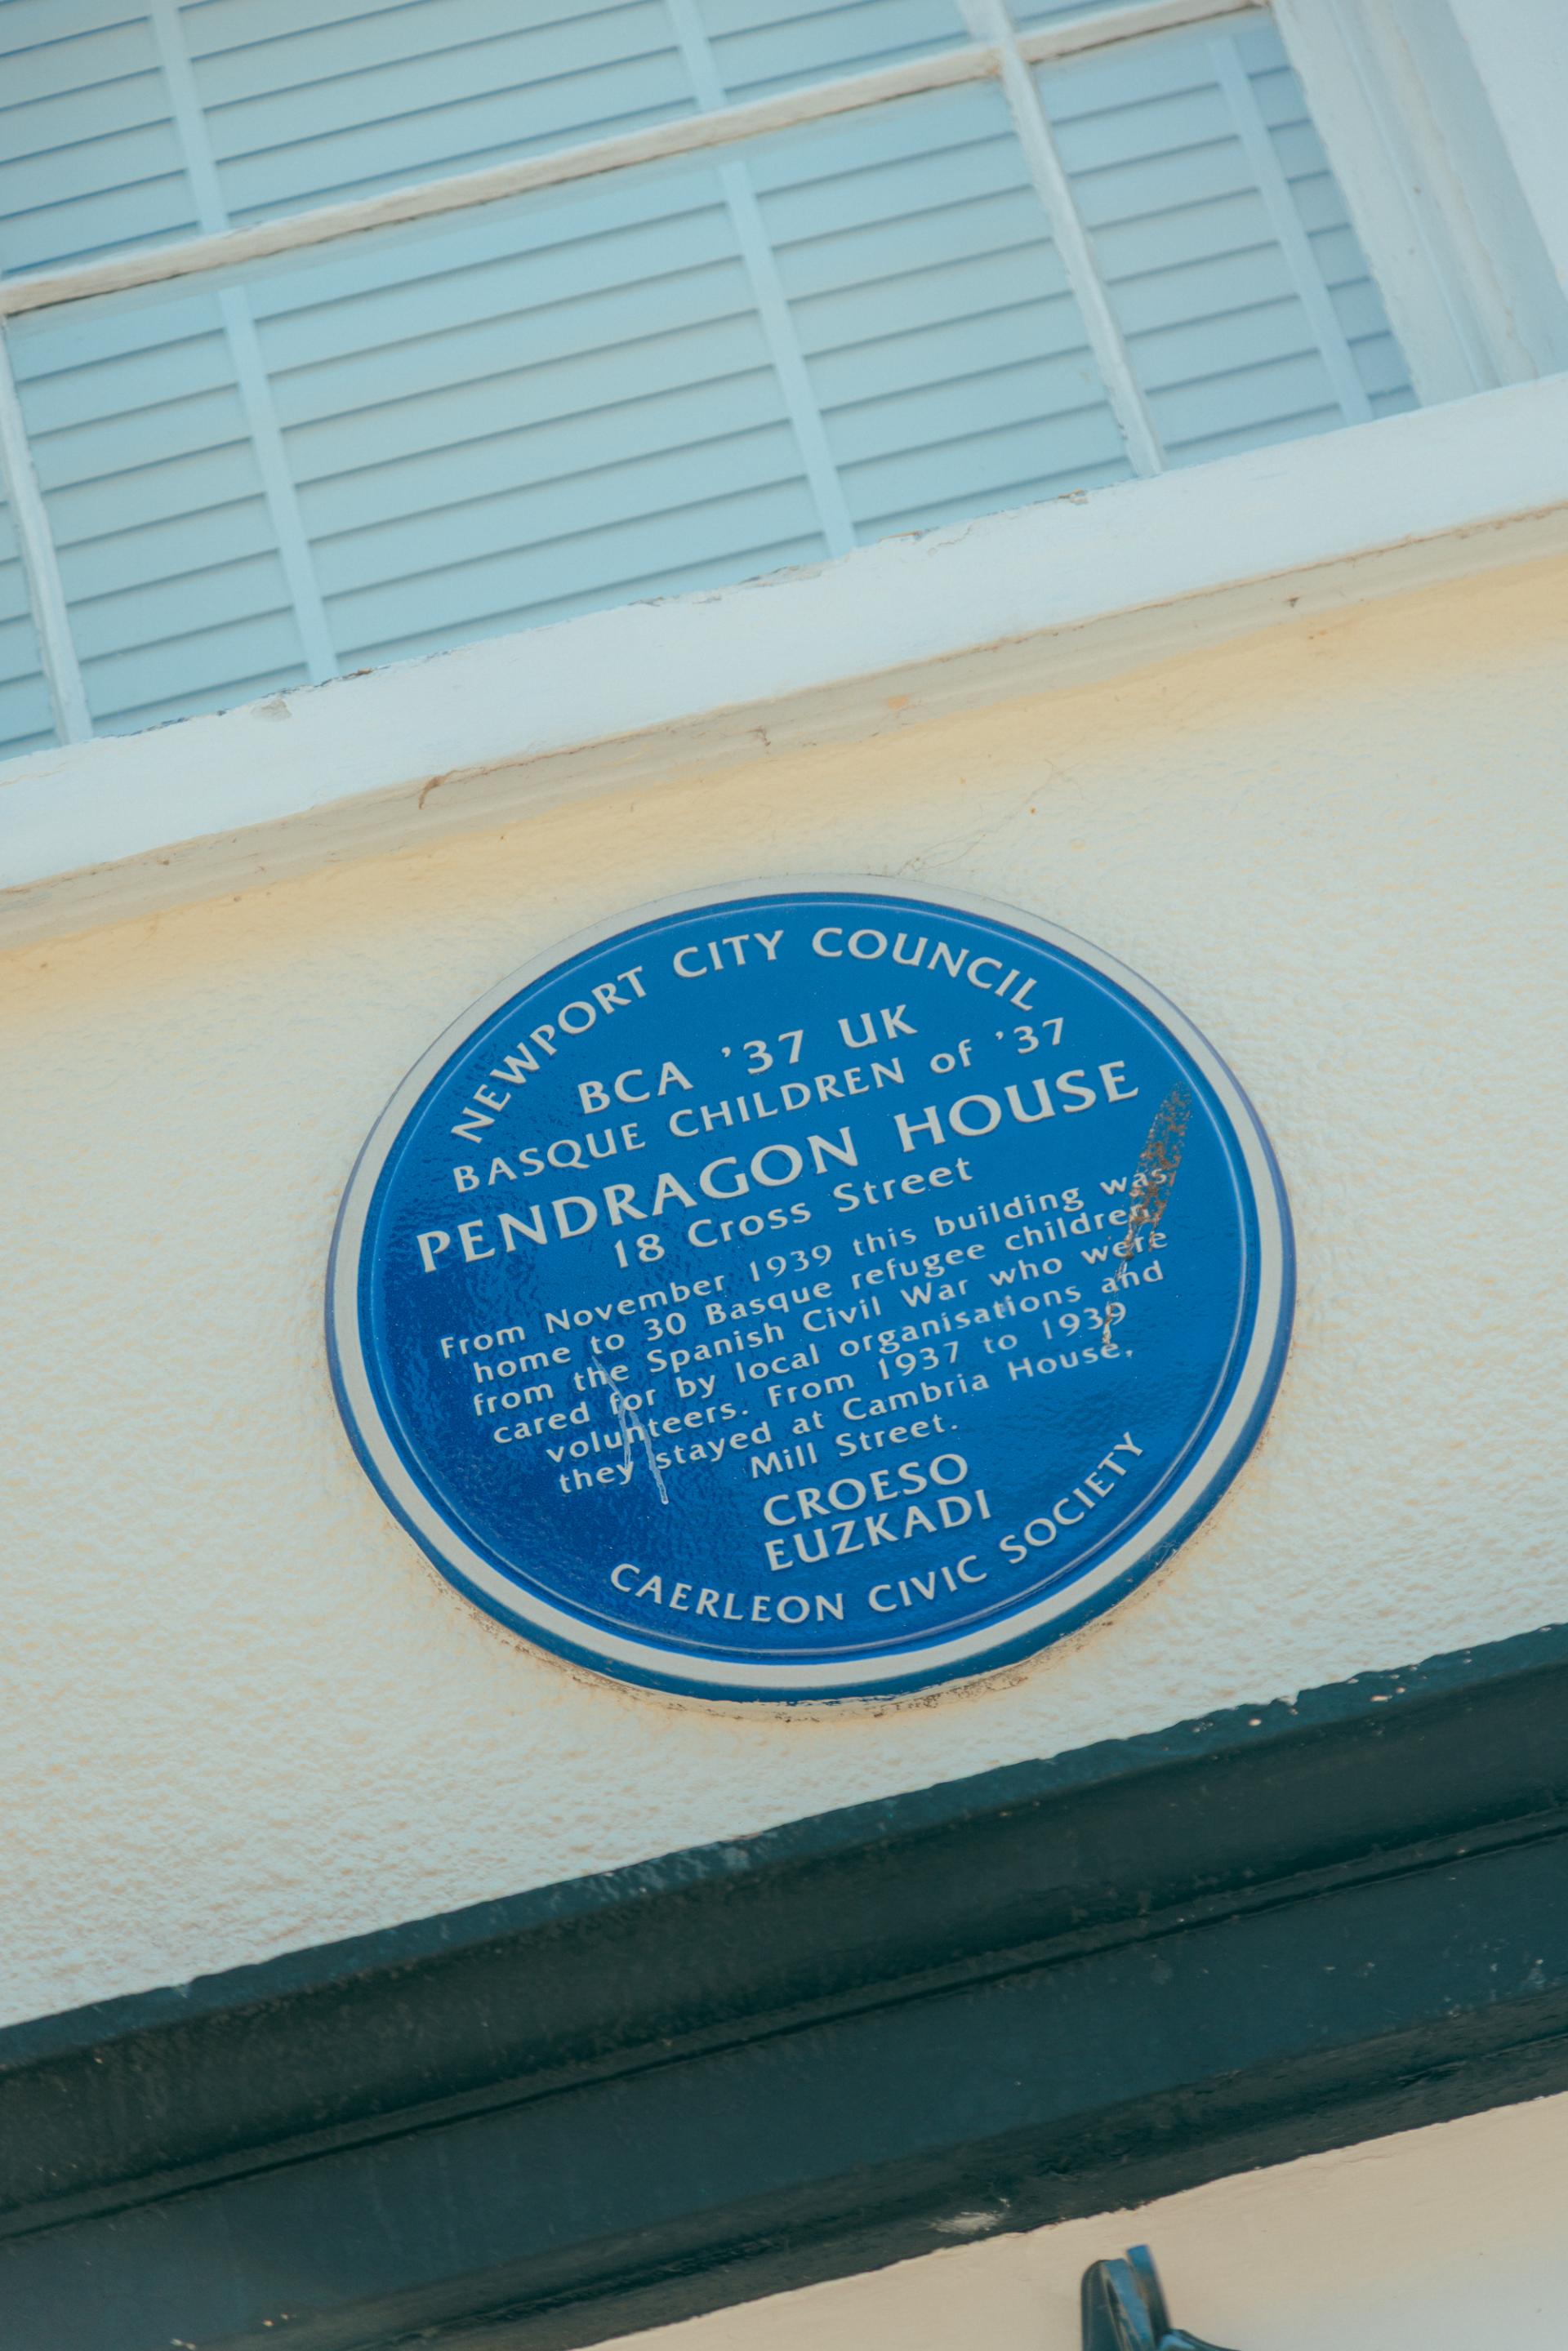 NEWPORT CITY COUNCIL
BCA '37 UK
BASQUE CHILDREN of '37
PENDRAGON HOUSE
18 Cross Street
From November 1939 this building was
home to 30 Basque refugee children
from the Spanish Civil War who were
cared for by local organisations and
volunteers. From 1937 to 1939
they stayed at Cambria House,
Mill Street.
CROESO
EUZKADI
CAERLEON CIVIC SOCIETY